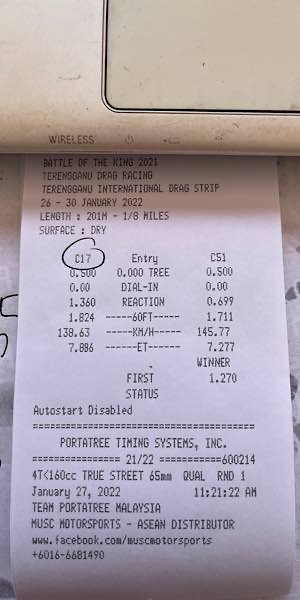 WIRELESS
BATTLE OF THE KING 2021
TERENGGANU DRAG RACING
TERENGGANU INTERNATIONAL DRAG STRIP
26 - 30 JANUARY 2022
LENGTH : 201M - 1/8 MILES
SURFACE : DRY
C17 Entry C51
0.500 0.000 TREE 0.500
0.00 DIAL-IN 0.00
1.360 REACTION 0.699
1.824 ------60FT------ 1.711
138.63 ------KM/H------ 145.77
7.886 ------ET------ 7.277
WINNER
FIRST 1.270
STATUS
Autostart Disabled
========================================
PORTATREE TIMING SYSTEMS, INC.
================ 21/22 ===========600214
4T<160cc TRUE STREET 65mm QUAL RND 1
January 27, 2022 11:21:22 AM
TEAM PORTATREE MALAYSIA
MUSC MOTORSPORTS - ASEAN DISTRIBUTOR
www.facebook.com/muscmotorsports
+6016-6681490